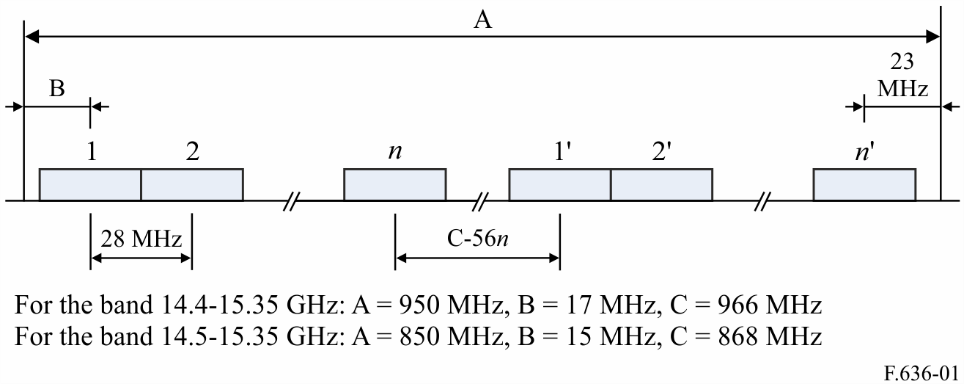 A
B
23
MHz
1 2 n 1' 2' n'
28 MHz
C-56n
For the band 14.4-15.35 GHz: A = 950 MHz, B = 17 MHz, C = 966 MHz
For the band 14.5-15.35 GHz: A = 850 MHz, B = 15 MHz, C = 868 MHz
F.636-01